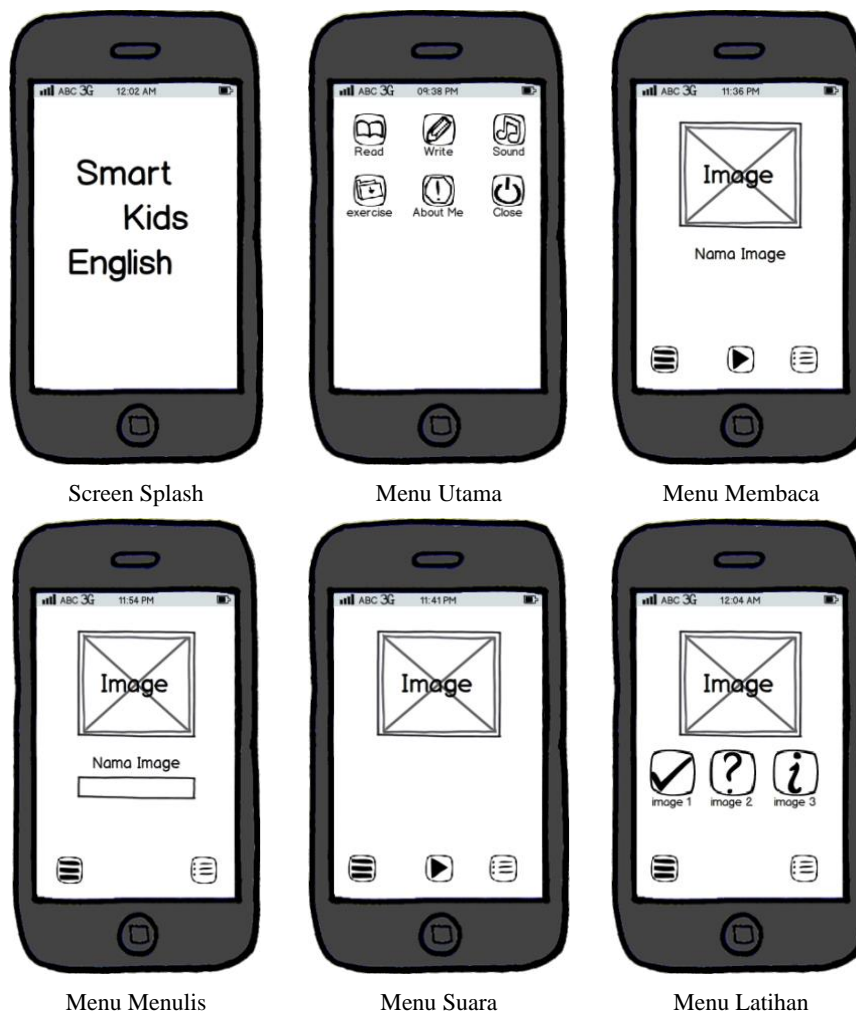 ABC 3G 12:02 AM
Smart
Kids
English
Screen Splash
ABC 3G 09:38 PM
Read Write Sound
exercise About Me Close
Menu Utama
ABC 3G 11:36 PM
Image
Nama Image
Menu Membaca
ABC 3G 11:54 PM
Image
Nama Image
Menu Menulis
ABC 3G 11:41 PM
Image
Menu Suara
ABC 3G 12:04 AM
Image
image 1 image 2 image 3
Menu Latihan